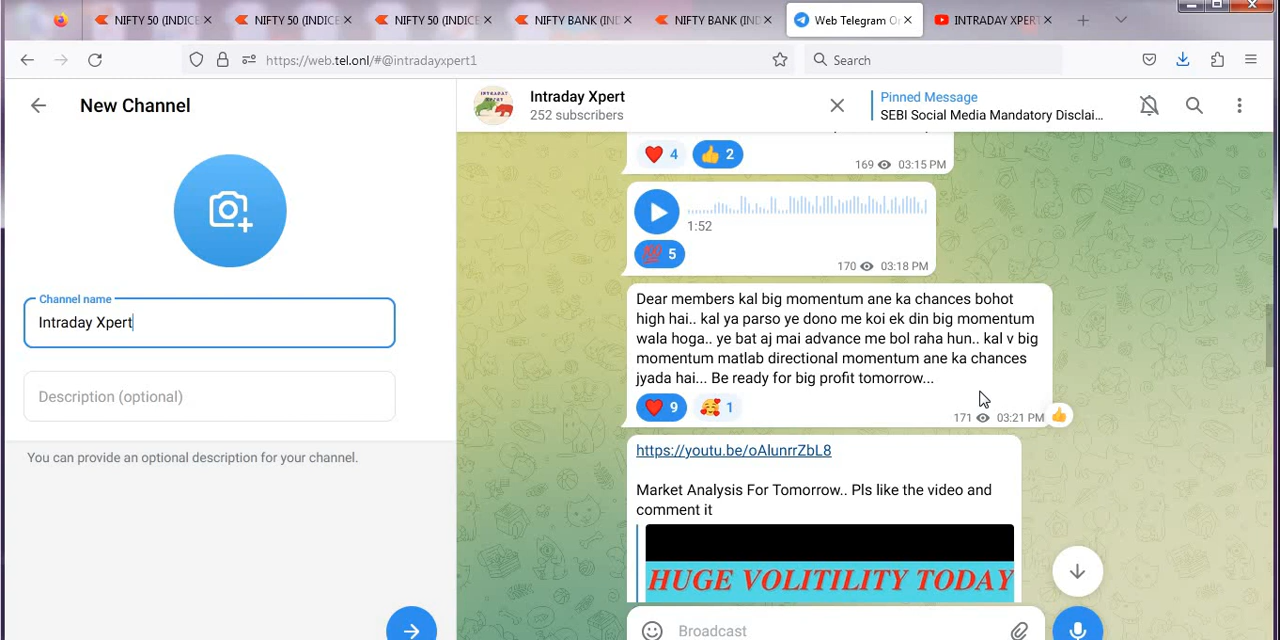 NIFTY 50 (INDICE
NIFTY 50 (INDICE
NIFTY 50 (INDICE
NIFTY BANK (IND
NIFTY BANK (IND
Web Telegram O
INTRADAY XPERT
https://web.tel.onl/#@intradayxpert1
Search
New Channel
Channel name
Intraday Xpert
Description (optional)
You can provide an optional description for your channel.
Intraday Xpert
252 subscribers
Pinned Message
SEBI Social Media Mandatory Disclai...
4
2
169
03:15 PM
1:52
100 5
170
03:18 PM
Dear members kal big momentum ane ka chances bohot
high hai.. kal ya parso ye dono me koi ek din big momentum
wala hoga.. ye bat aj mai advance me bol raha hun.. kal v big
momentum matlab directional momentum ane ka chances
jyada hai... Be ready for big profit tomorrow...
9
1
171
03:21 PM
https://youtu.be/oAlunrrZbL8
Market Analysis For Tomorrow.. Pls like the video and
comment it
HUGE VOLITILITY TODAY
Broadcast